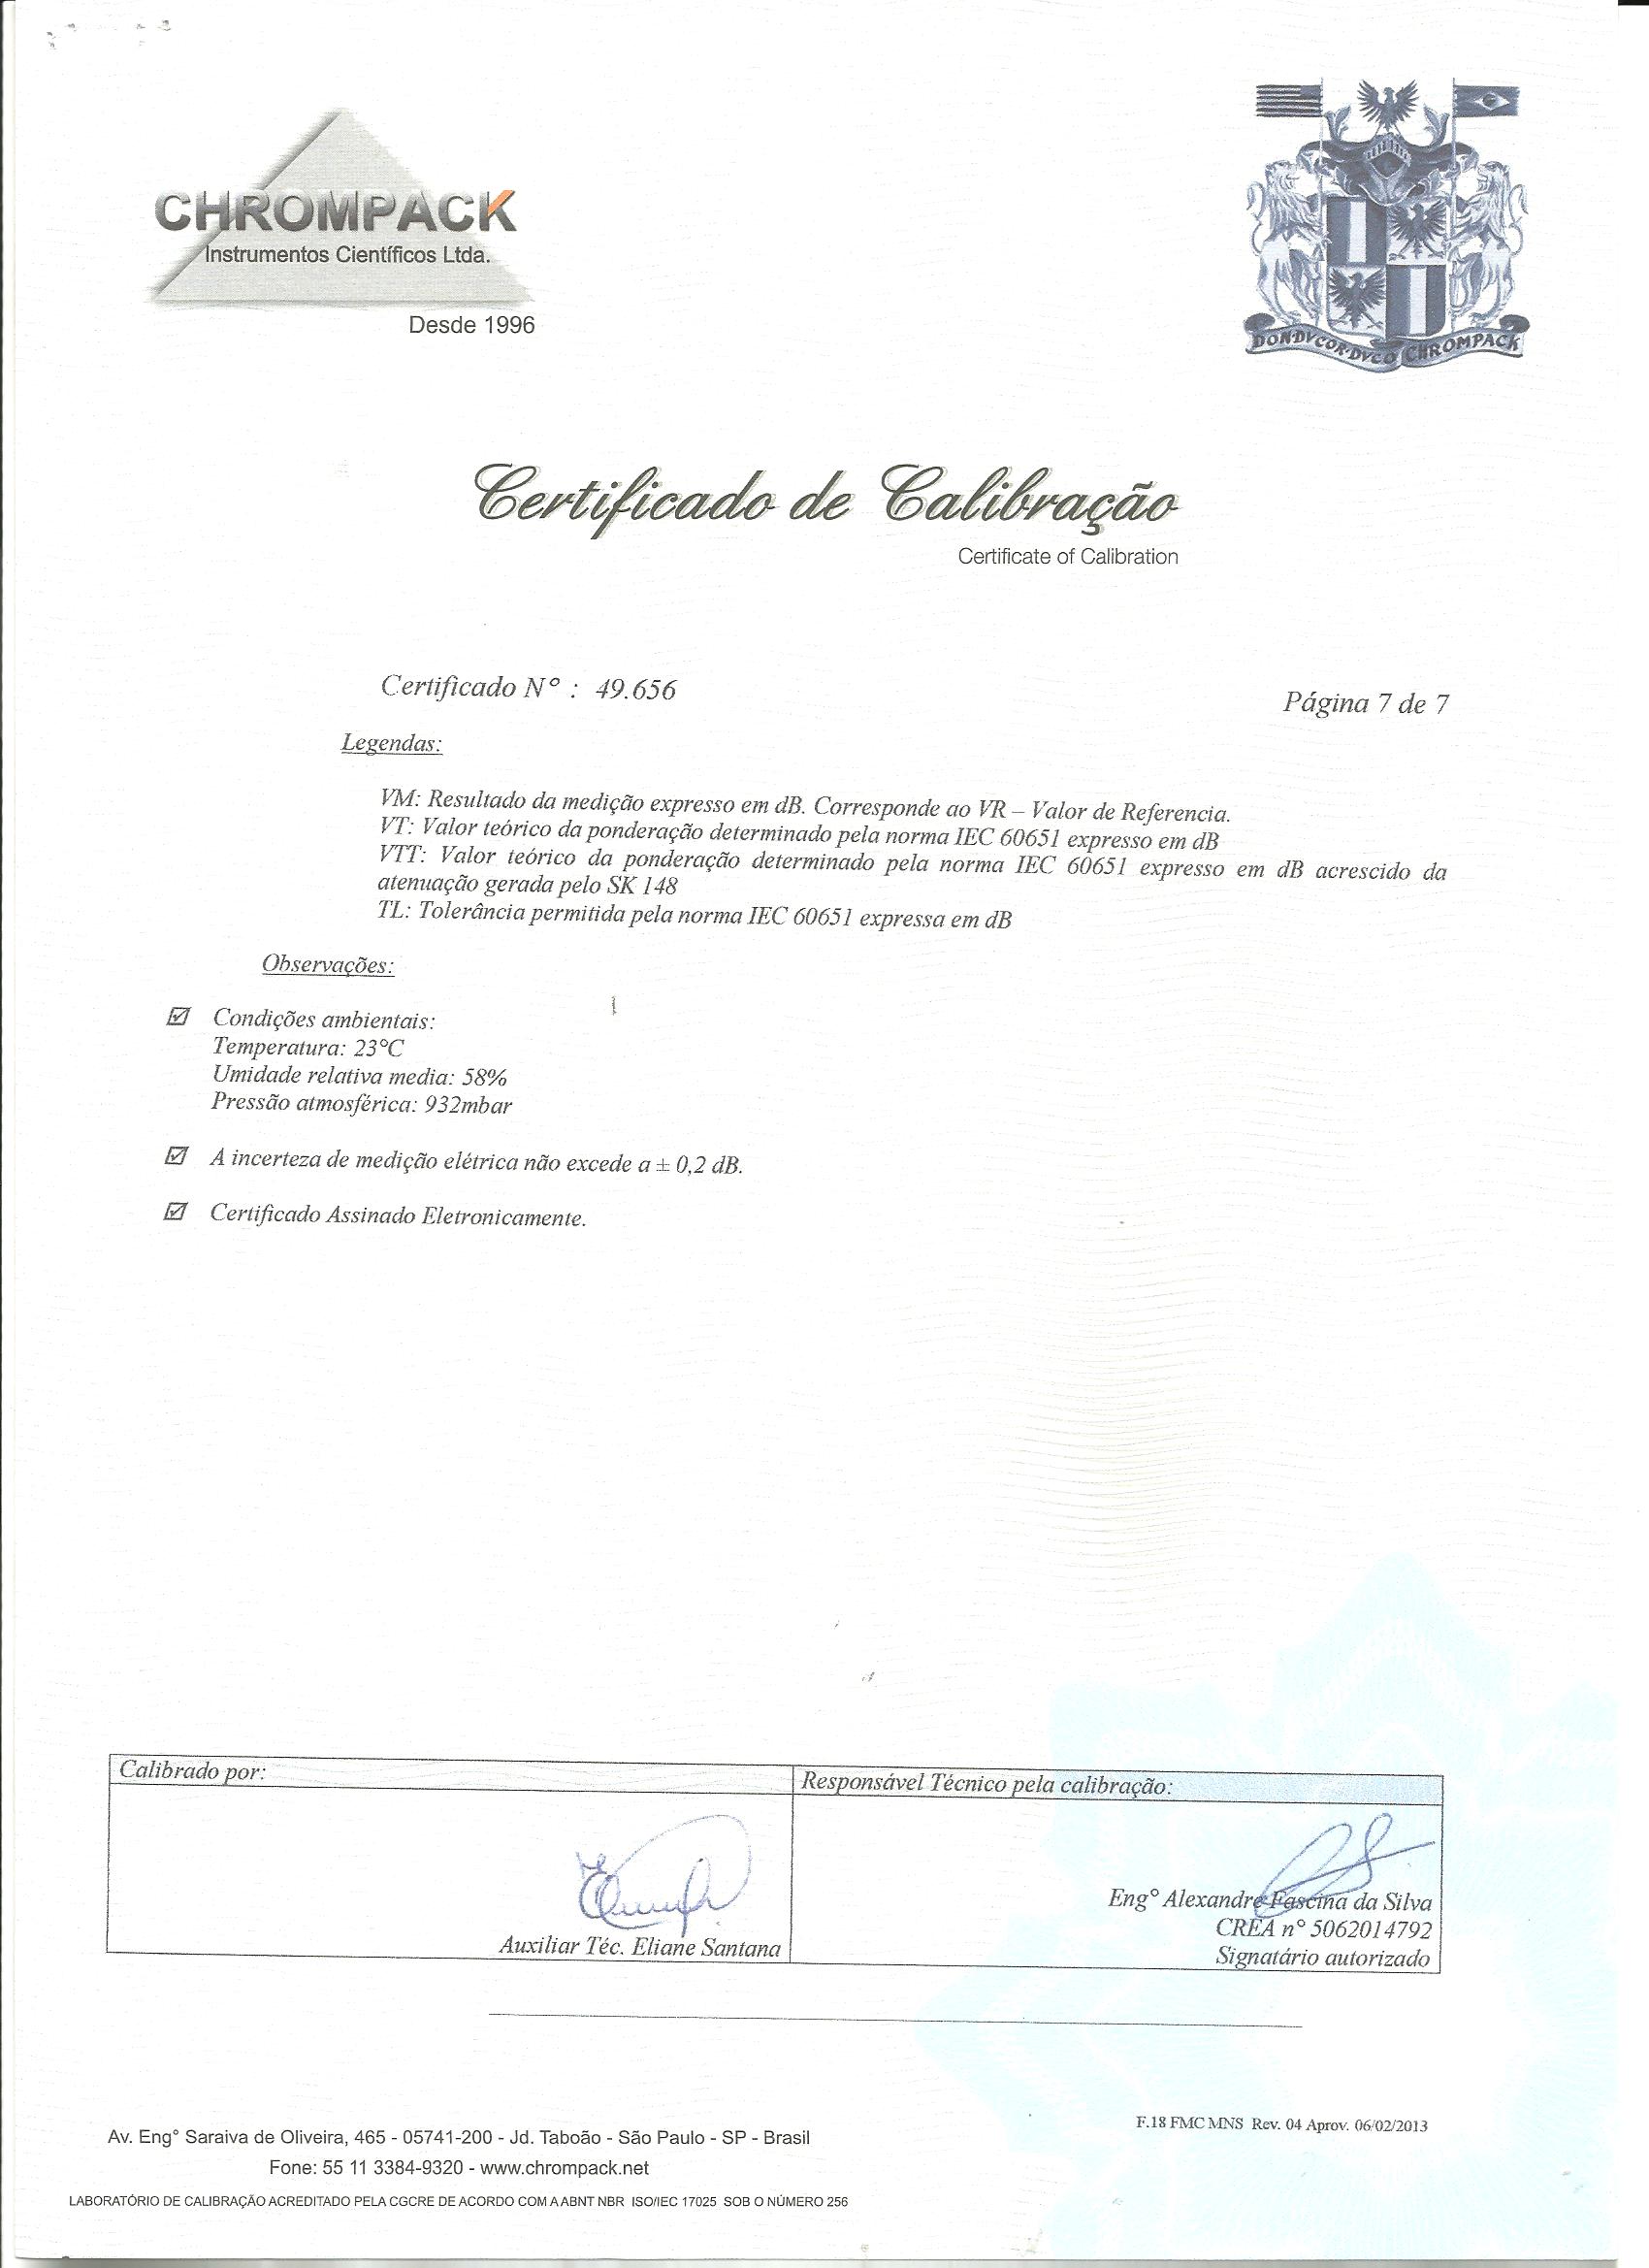 CHROMPACK
Instrumentos Científicos Ltda.
Desde 1996
DONDVCOR·DVCO CHROMPACK
Certificado de Calibração
Certificate of Calibration
Certificado N° : 49.656
Página 7 de 7
Legendas:
VM: Resultado da medição expresso em dB. Corresponde ao VR – Valor de Referencia.
VT: Valor teórico da ponderação determinado pela norma IEC 60651 expresso em dB
VTT: Valor teórico da ponderação determinado pela norma IEC 60651 expresso em dB acrescido da
atenuação gerada pelo SK 148
TL: Tolerância permitida pela norma IEC 60651 expressa em dB
Observações:
Condições ambientais:
Temperatura: 23°C
Umidade relativa media: 58%
Pressão atmosférica: 932mbar
A incerteza de medição elétrica não excede a ± 0,2 dB.
Certificado Assinado Eletronicamente.
Calibrado por:
Responsável Técnico pela calibração:
Auxiliar Téc. Eliane Santana
Eng° Alexandre Fascina da Silva
CREA n° 5062014792
Signatário autorizado
F.18 FMC MNS Rev. 04 Aprov. 06/02/2013
Av. Eng° Saraiva de Oliveira, 465 - 05741-200 - Jd. Taboão - São Paulo - SP - Brasil
Fone: 55 11 3384-9320 - www.chrompack.net
LABORATÓRIO DE CALIBRAÇÃO ACREDITADO PELA CGCRE DE ACORDO COM A ABNT NBR ISO/IEC 17025 SOB O NÚMERO 256